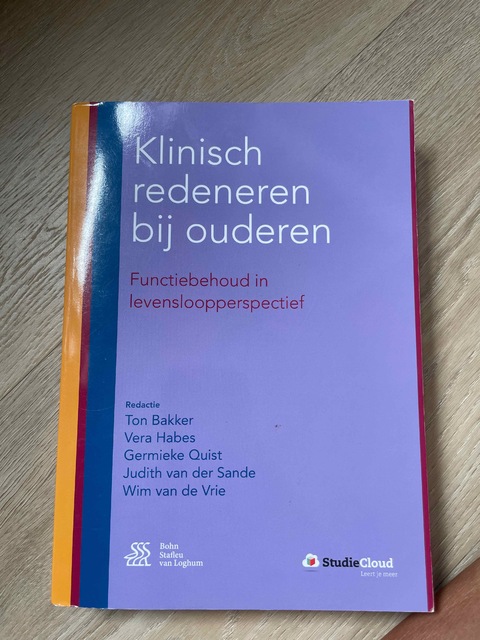 Klinisch
redeneren
bij ouderen
Functiebehoud in
levensloopperspectief
Redactie
Ton Bakker
Vera Habes
Germieke Quist
Judith van der Sande
Wim van de Vrie
Bohn
Stafleu
van Loghum
StudieCloud
Leert je meer